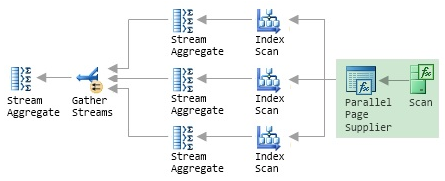 Stream
Aggregate
Index
Scan
Stream
Aggregate
Gather
Streams
Stream
Aggregate
Index
Scan
Parallel
Page
Supplier
Scan
Stream
Aggregate
Index
Scan